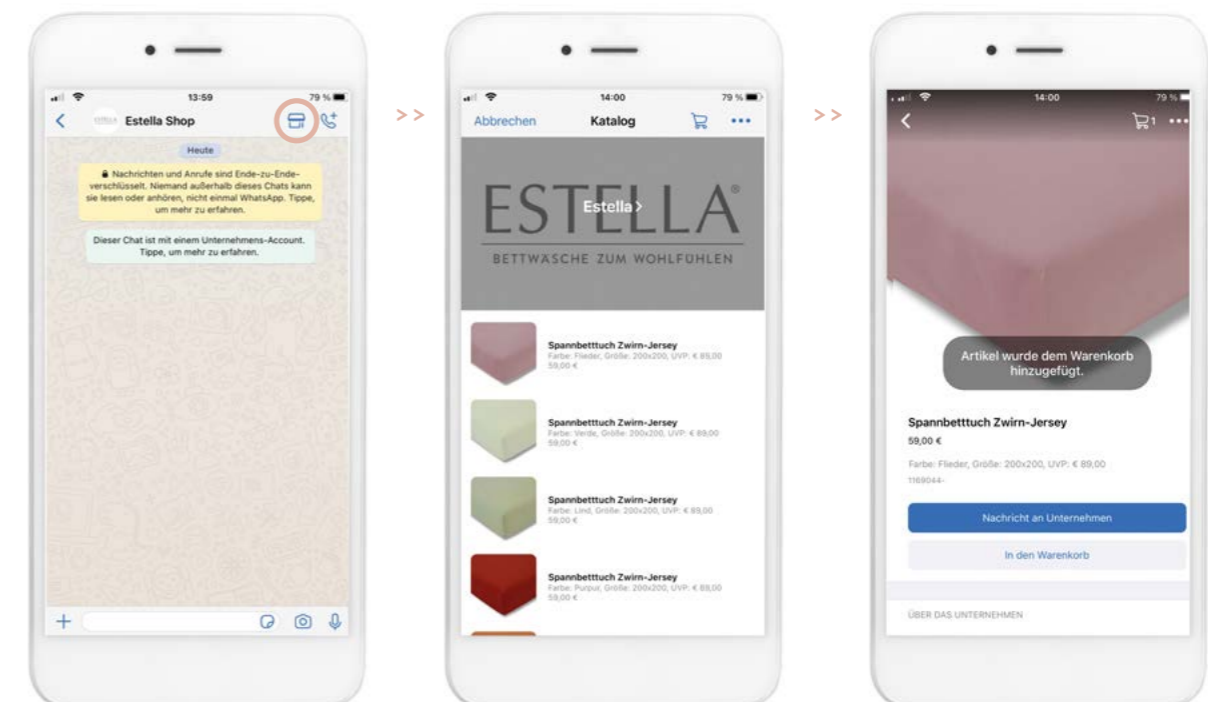 13:59
79 %
Estella Shop
Heute
Nachrichten und Anrufe sind Ende-zu-Ende-
verschlüsselt. Niemand außerhalb dieses Chats kann
sie lesen oder anhören, nicht einmal WhatsApp. Tippe,
um mehr zu erfahren.
Dieser Chat ist mit einem Unternehmens-Account.
Tippe, um mehr zu erfahren.
>>
14:00
79 %
Abbrechen
Katalog
ESTELLA®
Estella >
BETTWÄSCHE ZUM WOHLFÜHLEN
Spannbetttuch Zwirn-Jersey
Farbe: Flieder, Größe: 200x200, UVP: € 89,00
59,00 €
Spannbetttuch Zwirn-Jersey
Farbe: Verde, Größe: 200x200, UVP: € 89,00
59,00 €
Spannbetttuch Zwirn-Jersey
Farbe: Lind, Größe: 200x200, UVP: € 89,00
59,00 €
Spannbetttuch Zwirn-Jersey
Farbe: Purpur, Größe: 200x200, UVP: € 89,00
59,00 €
>>
14:00
79 %
1
Artikel wurde dem Warenkorb
hinzugefügt.
Spannbetttuch Zwirn-Jersey
59,00 €
Farbe: Flieder, Größe: 200x200, UVP: € 89,00
1169044-
Nachricht an Unternehmen
In den Warenkorb
ÜBER DAS UNTERNEHMEN